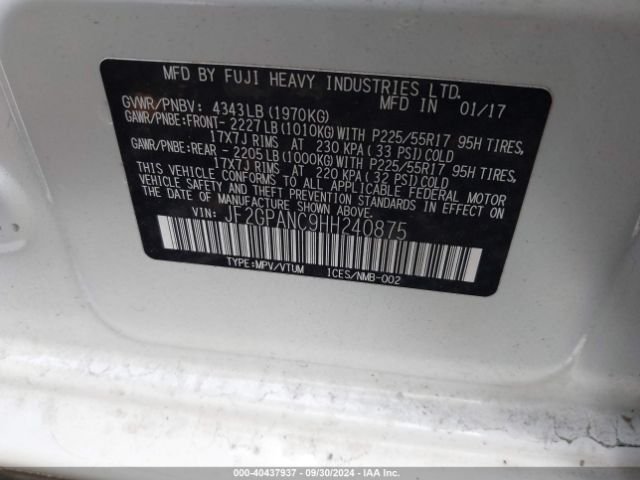 MFD BY FUJI HEAVY INDUSTRIES LTD.
MFD IN 01/17
GVWR/PNBV: 4343LB (1970KG)
GAWR/PNBE:FRONT- 2227LB (1010KG) WITH P225/55R17 95H TIRES,
17X7J RIMS AT 230 KPA ( 33 PSI) COLD
GAWR/PNBE:REAR - 2205LB (1000KG) WITH P225/55R17 95H TIRES,
17X7J RIMS AT 220 KPA ( 32 PSI) COLD
THIS VEHICLE CONFORMS TO ALL APPLICABLE FEDERAL MOTOR
VEHICLE SAFETY AND THEFT PREVENTION STANDARDS IN EFFECT ON
THE DATE OF MANUFACTURE SHOWN ABOVE.
VIN: JF2GPANC9HH240875
TYPE:MPV/VTUM ICES/NMB-002
000-40437937 - 09/30/2024 - IAA Inc.